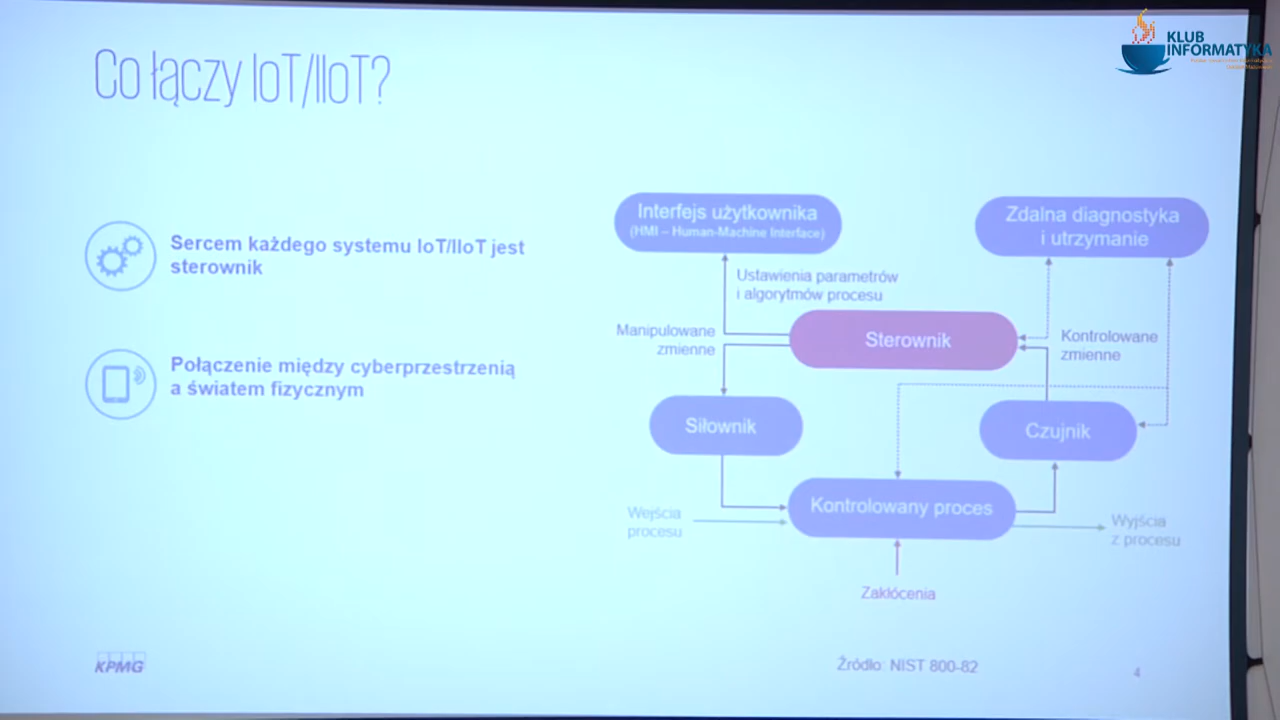 Co łączy IoT/IIoT?
KLUB
INFORMATYKA
Sercem każdego systemu IoT/IIoT jest
sterownik
Połączenie między cyberprzestrzenią
a światem fizycznym
Interfejs użytkownika
(HMI – Human-Machine Interface)
Zdalna diagnostyka
i utrzymanie
Ustawienia parametrów
i algorytmów procesu
Manipulowane
zmienne
Sterownik
Kontrolowane
zmienne
Siłownik
Czujnik
Kontrolowany proces
Wejścia
procesu
Wyjścia
z procesu
Zakłócenia
KPMG
Źródło: NIST 800-82
4